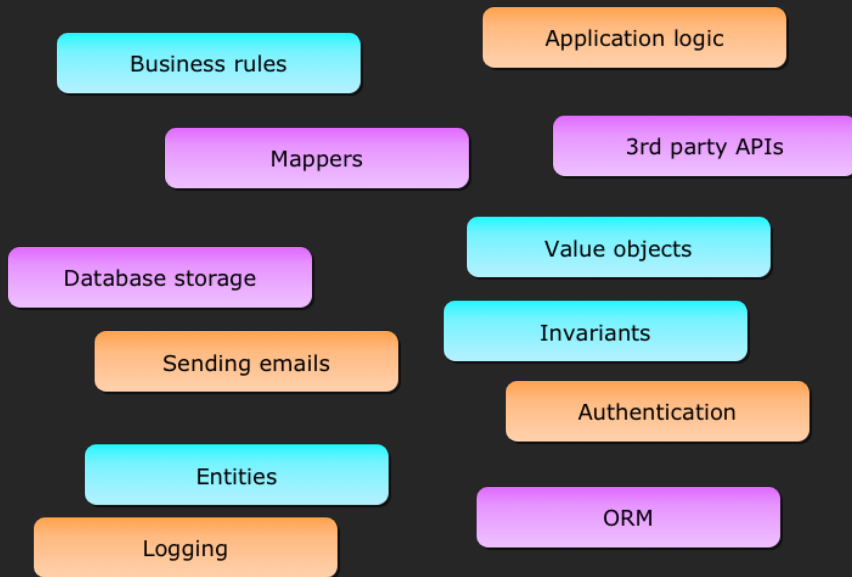 Application logic
Business rules
3rd party APIs
Mappers
Value objects
Database storage
Invariants
Sending emails
Authentication
Entities
ORM
Logging